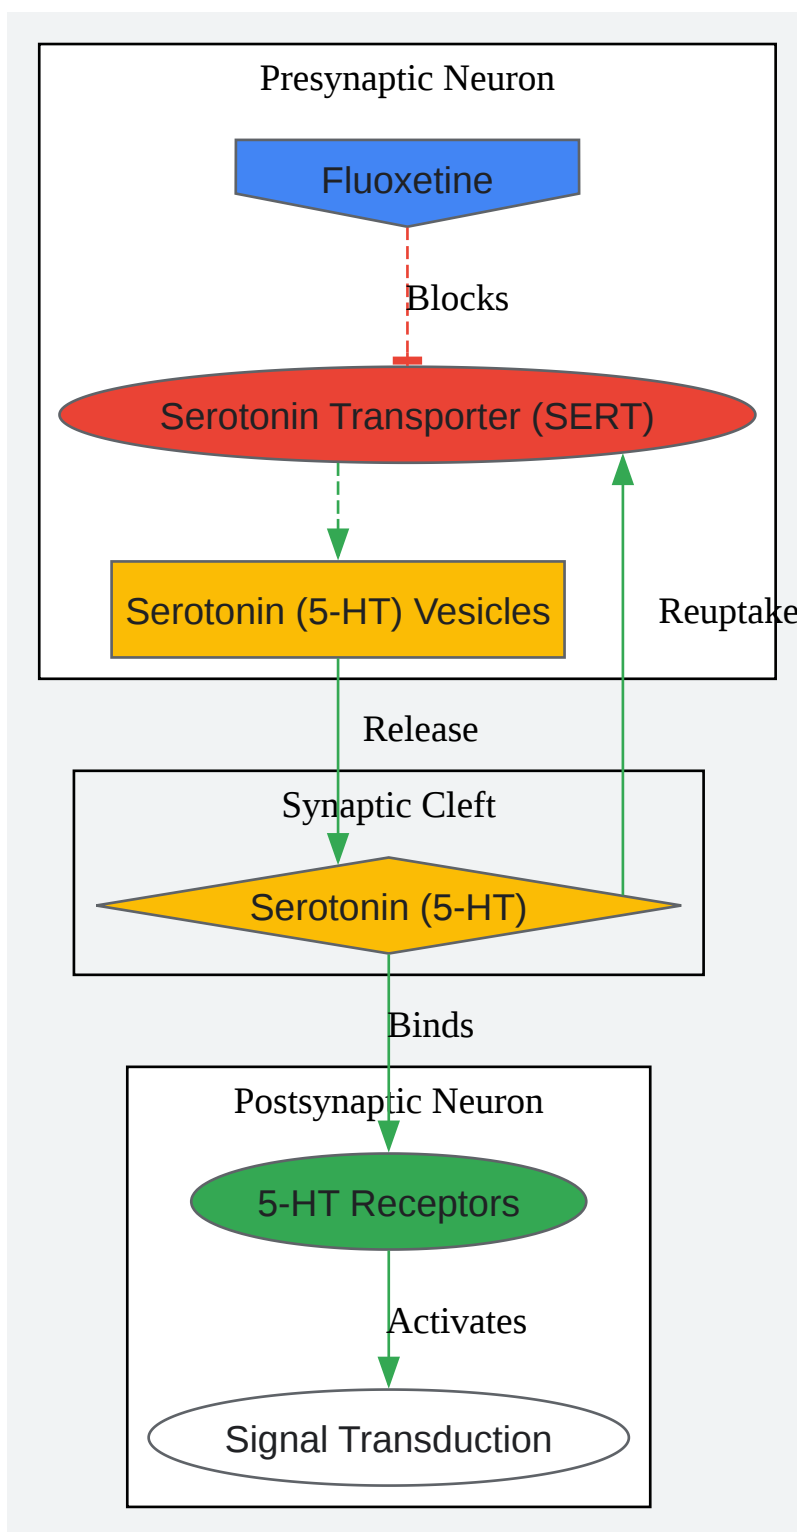 Presynaptic Neuron
Fluoxetine
Blocks
Serotonin Transporter (SERT)
Serotonin (5-HT) Vesicles
Reuptake
Release
Synaptic Cleft
Serotonin (5-HT)
Binds
Postsynaptic Neuron
5-HT Receptors
Activates
Signal Transduction